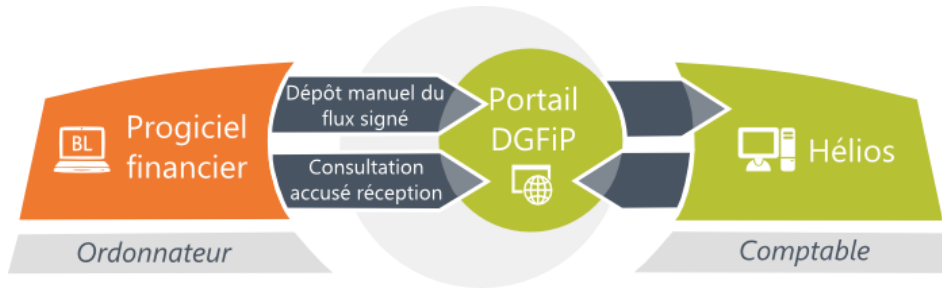 BL
Progiciel
financier
Dépôt manuel du
flux signé
Consultation
accusé réception
Portail
DGFiP
Hélios
Ordonnateur
Comptable